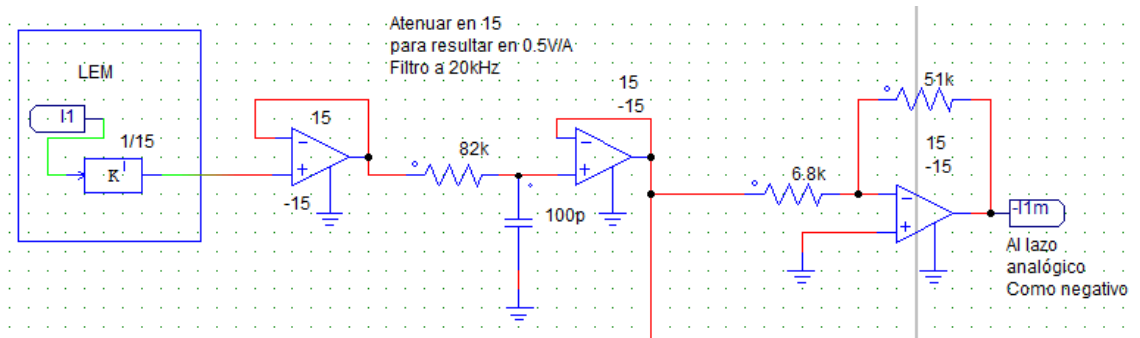 Atenuar en 15
para resultar en 0.5V/A
Filtro a 20kHz
LEM
I1
1/15
K
15
-15
82k
100p
15
-15
6.8k
51k
15
-15
-I1m
Al lazo
analógico
Como negativo